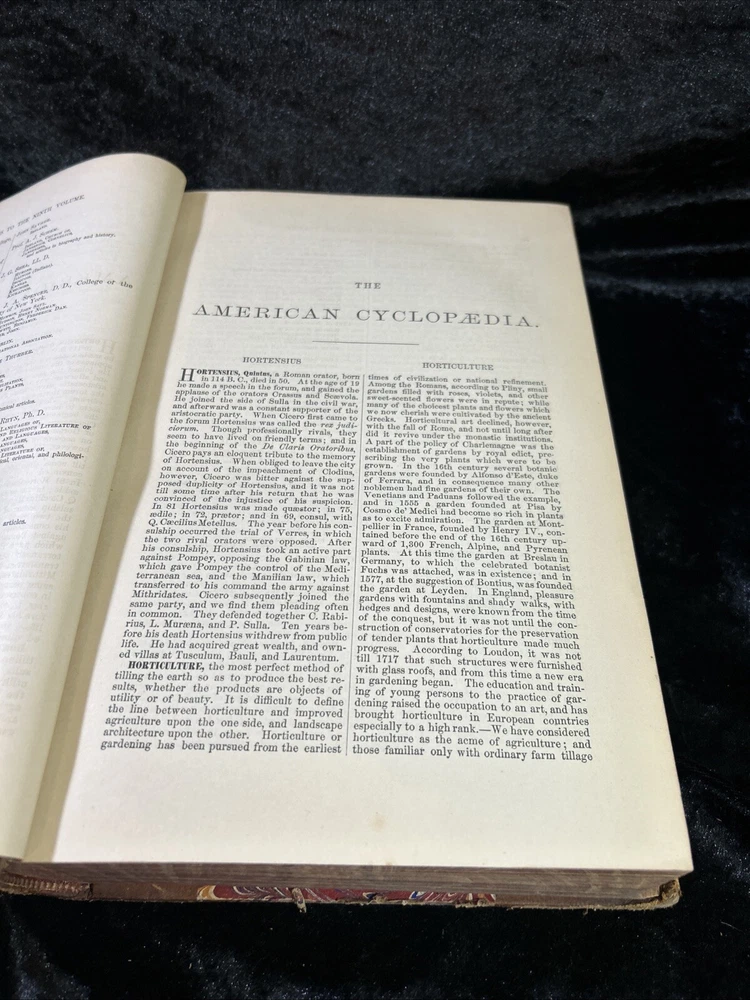 TO THE NINTH VOLUME.
J. G. SHEA, LL. D.
J. A. SPENCER, D. D., College of the
City of New York.
Ph. D.
LANGUAGES OF,
AND RELIGIOUS LITERATURE OF
AND LANGUAGES,
LITERATURE OF
oriental, and philologi-
articles.
THE
AMERICAN CYCLOPÆDIA.
HORTENSIUS
HORTENSIUS, Quintus, a Roman orator, born
in 114 B. C., died in 50. At the age of 19
he made a speech in the forum, and gained the
applause of the orators Crassus and Scævola.
He joined the side of Sulla in the civil war,
and afterward was a constant supporter of the
aristocratic party. When Cicero first came to
the forum Hortensius was called the rex judi-
ciorum. Though professionally rivals, they
seem to have lived on friendly terms; and in
the beginning of the De Claris Oratoribus,
Cicero pays an eloquent tribute to the memory
of Hortensius. When obliged to leave the city
on account of the impeachment of Clodius,
however, Cicero was bitter against the sup-
posed duplicity of Hortensius, and it was not
till some time after his return that he was
convinced of the injustice of his suspicion.
In 81 Hortensius was made quæstor; in 75,
ædile; in 72, prætor; and in 69, consul, with
Q. Cæcilius Metellus. The year before his con-
sulship occurred the trial of Verres, in which
the two rival orators were opposed. After
his consulship, Hortensius took an active part
against Pompey, opposing the Gabinian law,
which gave Pompey the control of the Medi-
terranean sea, and the Manilian law, which
transferred to his command the army against
Mithridates. Cicero subsequently joined the
same party, and we find them pleading often
in common. They defended together C. Rabi-
rius, L. Muræna, and P. Sulla. Ten years be-
fore his death Hortensius withdrew from public
life. He had acquired great wealth, and own-
ed villas at Tusculum, Bauli, and Laurentum.
HORTICULTURE, the most perfect method of
tilling the earth so as to produce the best re-
sults, whether the products are objects of
utility or of beauty. It is difficult to define
the line between horticulture and improved
agriculture upon the one side, and landscape
architecture upon the other. Horticulture or
gardening has been pursued from the earliest
HORTICULTURE
times of civilization or national refinement.
Among the Romans, according to Pliny, small
gardens filled with roses, violets, and other
sweet-scented flowers were in repute; while
many of the choicest plants and flowers which
we now cherish were cultivated by the ancient
Greeks. Horticultural art declined, however,
with the fall of Rome, and not until long after
did it revive under the monastic institutions.
A part of the policy of Charlemagne was the
establishment of gardens by royal edict, pre-
scribing the very plants which were to be
grown. In the 16th century several botanic
gardens were founded by Alfonso d'Este, duke
of Ferrara, and in consequence many other
noblemen had fine gardens of their own. The
Venetians and Paduans followed the example,
and in 1555 a garden founded at Pisa by
Cosmo de' Medici had become so rich in plants
as to excite admiration. The garden at Mont-
pellier in France, founded by Henry IV., con-
tained before the end of the 16th century up-
ward of 1,300 French, Alpine, and Pyrenean
plants. At this time the garden at Breslau in
Germany, to which the celebrated botanist
Fuchs was attached, was in existence; and in
1577, at the suggestion of Bontius, was founded
the garden at Leyden. In England, pleasure
gardens with fountains and shady walks, with
hedges and designs, were known from the time
of the conquest, but it was not until the con-
struction of conservatories for the preservation
of tender plants that horticulture made much
progress. According to Loudon, it was not
till 1717 that such structures were furnished
with glass roofs, and from this time a new era
in gardening began. The education and train-
ing of young persons to the practice of gar-
dening raised the occupation to an art, and has
brought horticulture in European countries
especially to a high rank.—We have considered
horticulture as the acme of agriculture; and
those familiar only with ordinary farm tillage